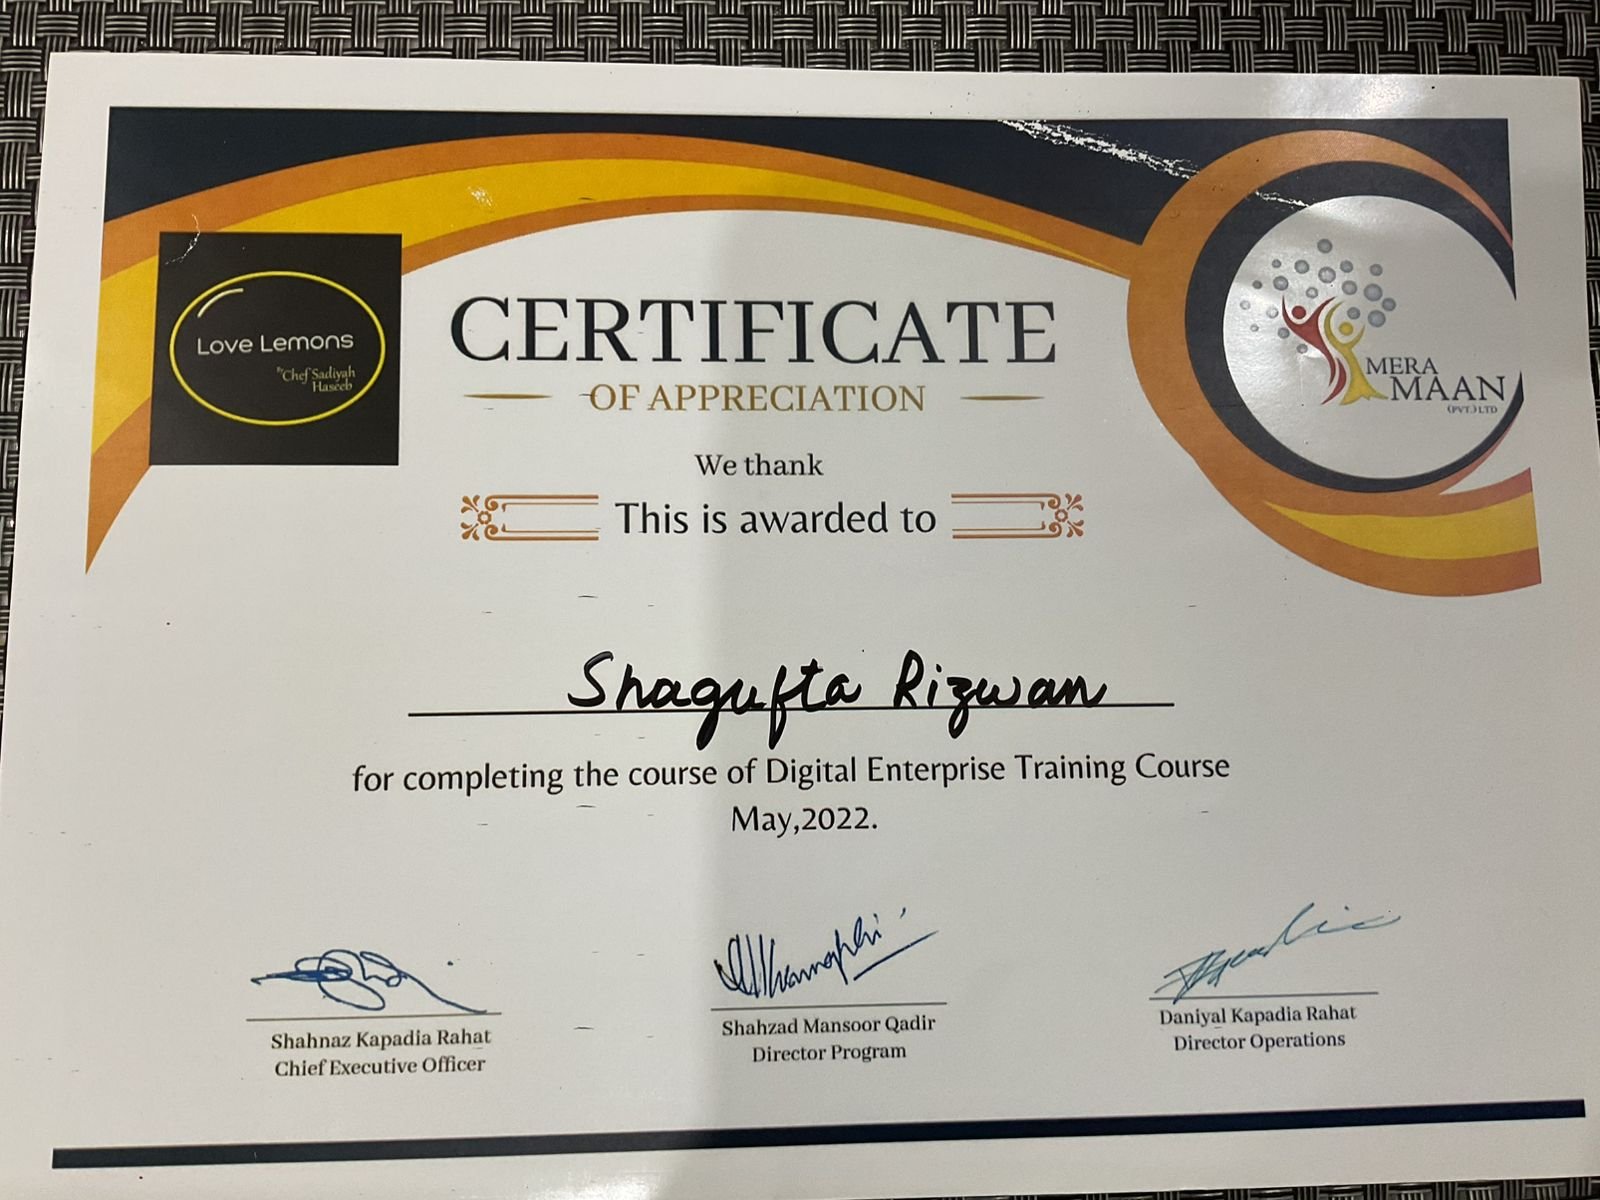 Love Lemons
By Chef Sadiyah
Haseeb
MERA
MAAN
(PVT.) LTD
CERTIFICATE
OF APPRECIATION
We thank
This is awarded to
Shagufta Rizwan
for completing the course of Digital Enterprise Training Course
May,2022.
Shahnaz Kapadia Rahat
Chief Executive Officer
Shahzad Mansoor Qadir
Director Program
Daniyal Kapadia Rahat
Director Operations